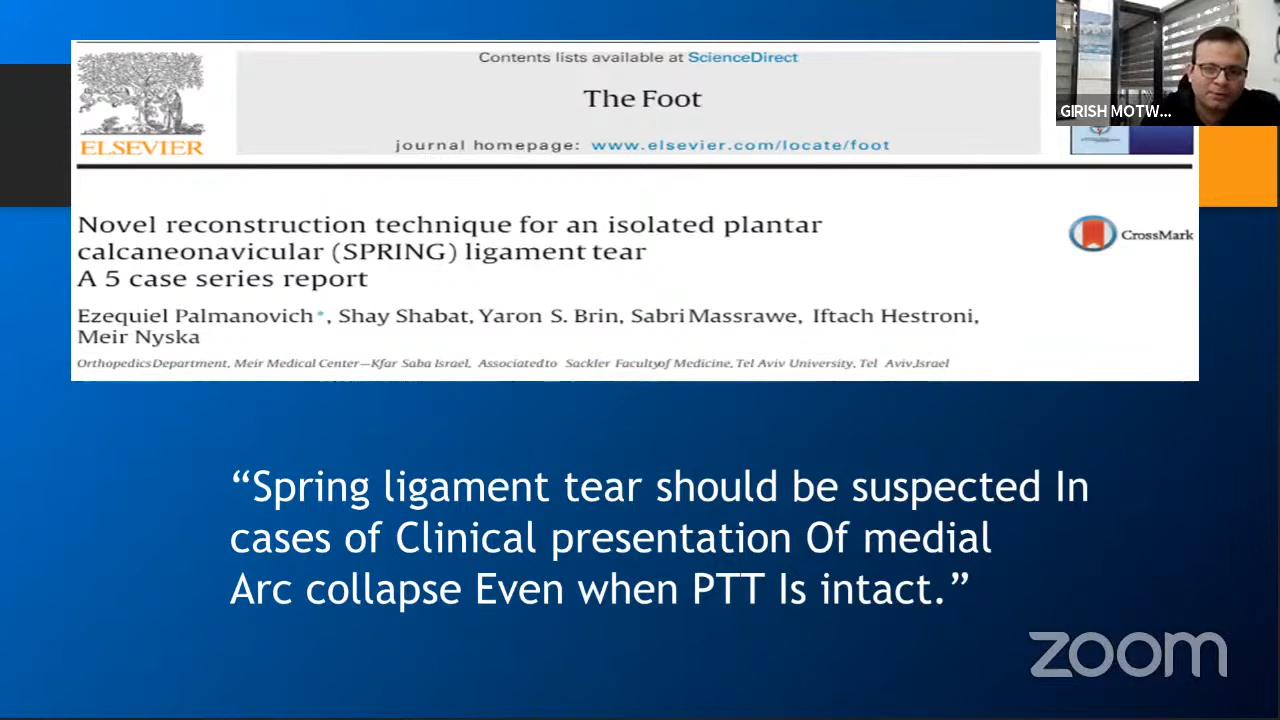 Contents lists available at ScienceDirect
GIRISH MOTW...
The Foot
ELSEVIER
journal homepage: www.elsevier.com/locate/foot
Novel reconstruction technique for an isolated plantar
calcaneonavicular (SPRING) ligament tear
A 5 case series report
CrossMark
Ezequiel Palmanovich*, Shay Shabat, Yaron S. Brin, Sabri Massrawe, Iftach Hestroni,
Meir Nyska
Orthopedics Department, Meir Medical Center—Kfar Saba Israel, Associated to Sackler Faculty of Medicine, Tel Aviv University, Tel Aviv, Israel
“Spring ligament tear should be suspected In
cases of Clinical presentation Of medial
Arc collapse Even when PTT Is intact.”
zoom